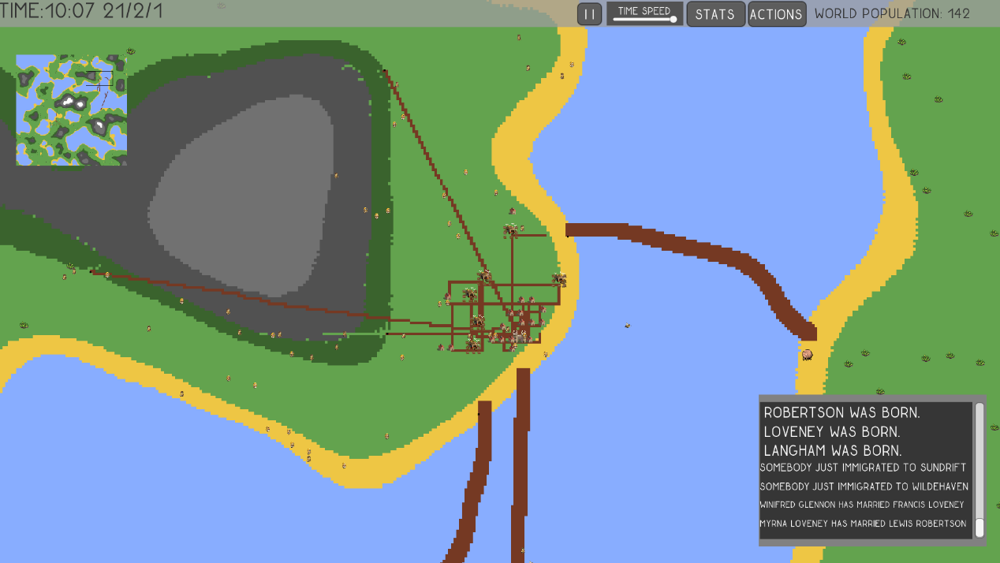 TIME:10:07 21/2/1
TIME SPEED
STATS
ACTIONS
WORLD POPULATION: 142
ROBERTSON WAS BORN.
LOVENEY WAS BORN.
LANGHAM WAS BORN.
SOMEBODY JUST IMMIGRATED TO SUNDRIFT
SOMEBODY JUST IMMIGRATED TO WILDEHAVEN
WINIFRED GLENNON HAS MARRIED FRANCIS LOVENEY
MYRNA LOVENEY HAS MARRIED LEWIS ROBERTSON